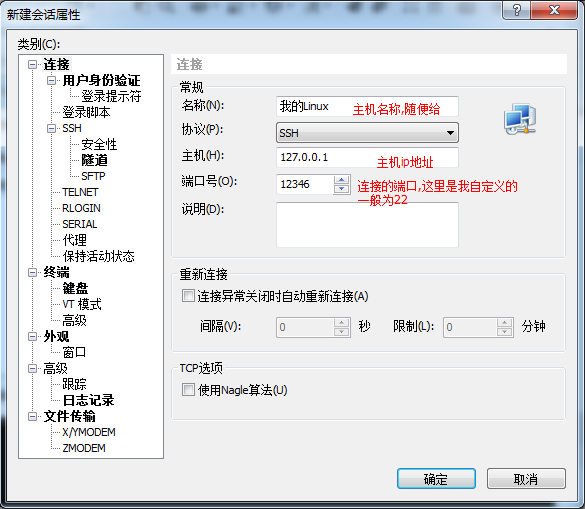 新建会话属性
类别(C):
连接
用户身份验证
登录提示符
登录脚本
SSH
安全性
隧道
SFTP
TELNET
RLOGIN
SERIAL
代理
保持活动状态
终端
键盘
VT 模式
高级
外观
窗口
高级
跟踪
日志记录
文件传输
X/YMODEM
ZMODEM
连接
常规
名称(N): 我的Linux 主机名称,随便给
协议(P): SSH
主机(H): 127.0.0.1 主机ip地址
端口号(O): 12346 连接的端口,这里是我自定义的
一般为22
说明(D):
重新连接
连接异常关闭时自动重新连接(A)
间隔(V): 0 秒 限制(L): 0 分钟
TCP选项
使用Nagle算法(U)
确定 取消